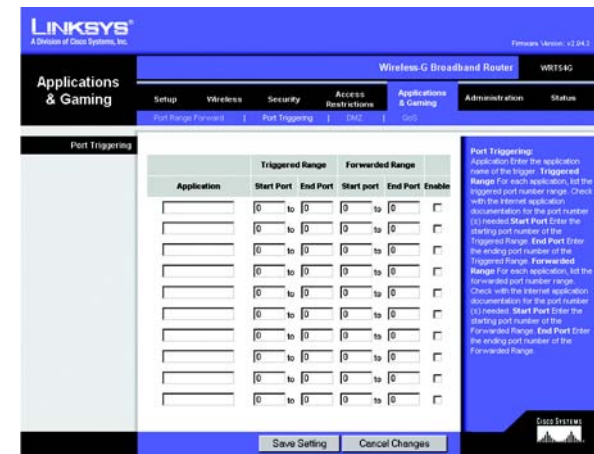 LINKSYS®
A Division of Cisco Systems, Inc.
Firmware Version: v2.04.3
Wireless-G Broadband Router WRT54G
Applications & Gaming
Setup Wireless Security Access Restrictions Applications & Gaming Administration Status
Port Range Forward | Port Triggering | DMZ | QoS
Port Triggering
Triggered Range Forwarded Range
Application Start Port End Port Start port End Port Enable
0 to 0 0 to 0
0 to 0 0 to 0
0 to 0 0 to 0
0 to 0 0 to 0
0 to 0 0 to 0
0 to 0 0 to 0
0 to 0 0 to 0
0 to 0 0 to 0
0 to 0 0 to 0
0 to 0 0 to 0
Port Triggering:
Application Enter the application
name of the trigger. Triggered
Range For each application, list the
triggered port number range. Check
with the Internet application
documentation for the port number
(s) needed. Start Port Enter the
starting port number of the
Triggered Range. End Port Enter
the ending port number of the
Triggered Range. Forwarded
Range For each application, list the
forwarded port number range.
Check with the Internet application
documentation for the port number
(s) needed. Start Port Enter the
starting port number of the
Forwarded Range. End Port Enter
the ending port number of the
Forwarded Range.
Save Setting Cancel Changes
CISCO SYSTEMS